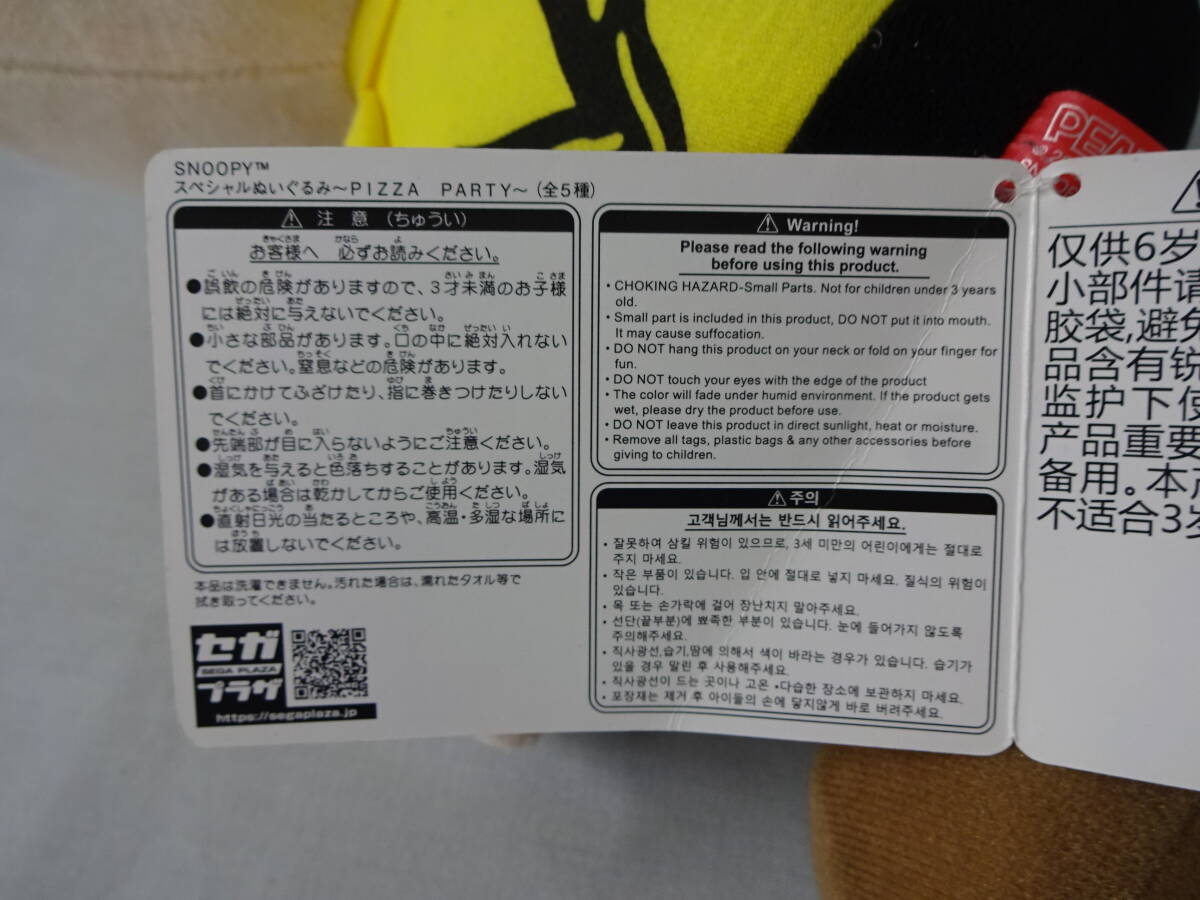 SNOOPY™
スペシャルぬいぐるみ～PIZZA PARTY～(全5種)
⚠ 注 意 (ちゅうい)
お客様へ 必ずお読みください。
●誤飲の危険がありますので、3才未満のお子様
には絶対に与えないでください。
●小さな部品があります。口の中に絶対入れない
でください。窒息などの危険があります。
●首にかけてふざけたり、指に巻きつけたりしない
でください。
●先端部が目に入らないようにご注意ください。
●湿気を与えると色落ちすることがあります。湿気
がある場合は乾かしてからご使用ください。
●直射日光の当たるところや、高温・多湿な場所に
は放置しないでください。
本品は洗濯できません。汚れた場合は、濡れたタオル等で
拭き取ってください。
セガ
SEGA PLAZA
プラザ
https://segaplaza.jp
⚠ Warning!
Please read the following warning
before using this product.
・CHOKING HAZARD-Small Parts. Not for children under 3 years
old.
・Small part is included in this product, DO NOT put it into mouth.
It may cause suffocation.
・DO NOT hang this product on your neck or fold on your finger for
fun.
・DO NOT touch your eyes with the edge of the product
・The color will fade under humid environment. If the product gets
wet, please dry the product before use.
・DO NOT leave this product in direct sunlight, heat or moisture.
・Remove all tags, plastic bags & any other accessories before
giving to children.
⚠주의
고객님께서는 반드시 읽어주세요.
・잘못하여 삼킬 위험이 있으므로, 3세 미만의 어린이에게는 절대로
주지 마세요.
・작은 부품이 있습니다. 입 안에 절대로 넣지 마세요. 질식의 위험이
있습니다.
・목 또는 손가락에 걸어 장난치지 말아주세요.
・선단(끝부분)에 뾰족한 부분이 있습니다. 눈에 들어가지 않도록
주의해주세요.
・직사광선,습기,땀에 의해서 색이 바라는 경우가 있습니다. 습기가
있을 경우 말린 후 사용해주세요.
・직사광선이 드는 곳이나 고온 •다습한 장소에 보관하지 마세요.
・포장재는 제거 후 아이들의 손에 닿지않게 바로 버려주세요.
PEN
仅供6岁
小部件请
胶袋,避免
品含有锐
监护下使
产品重要
备用。本产
不适合3岁